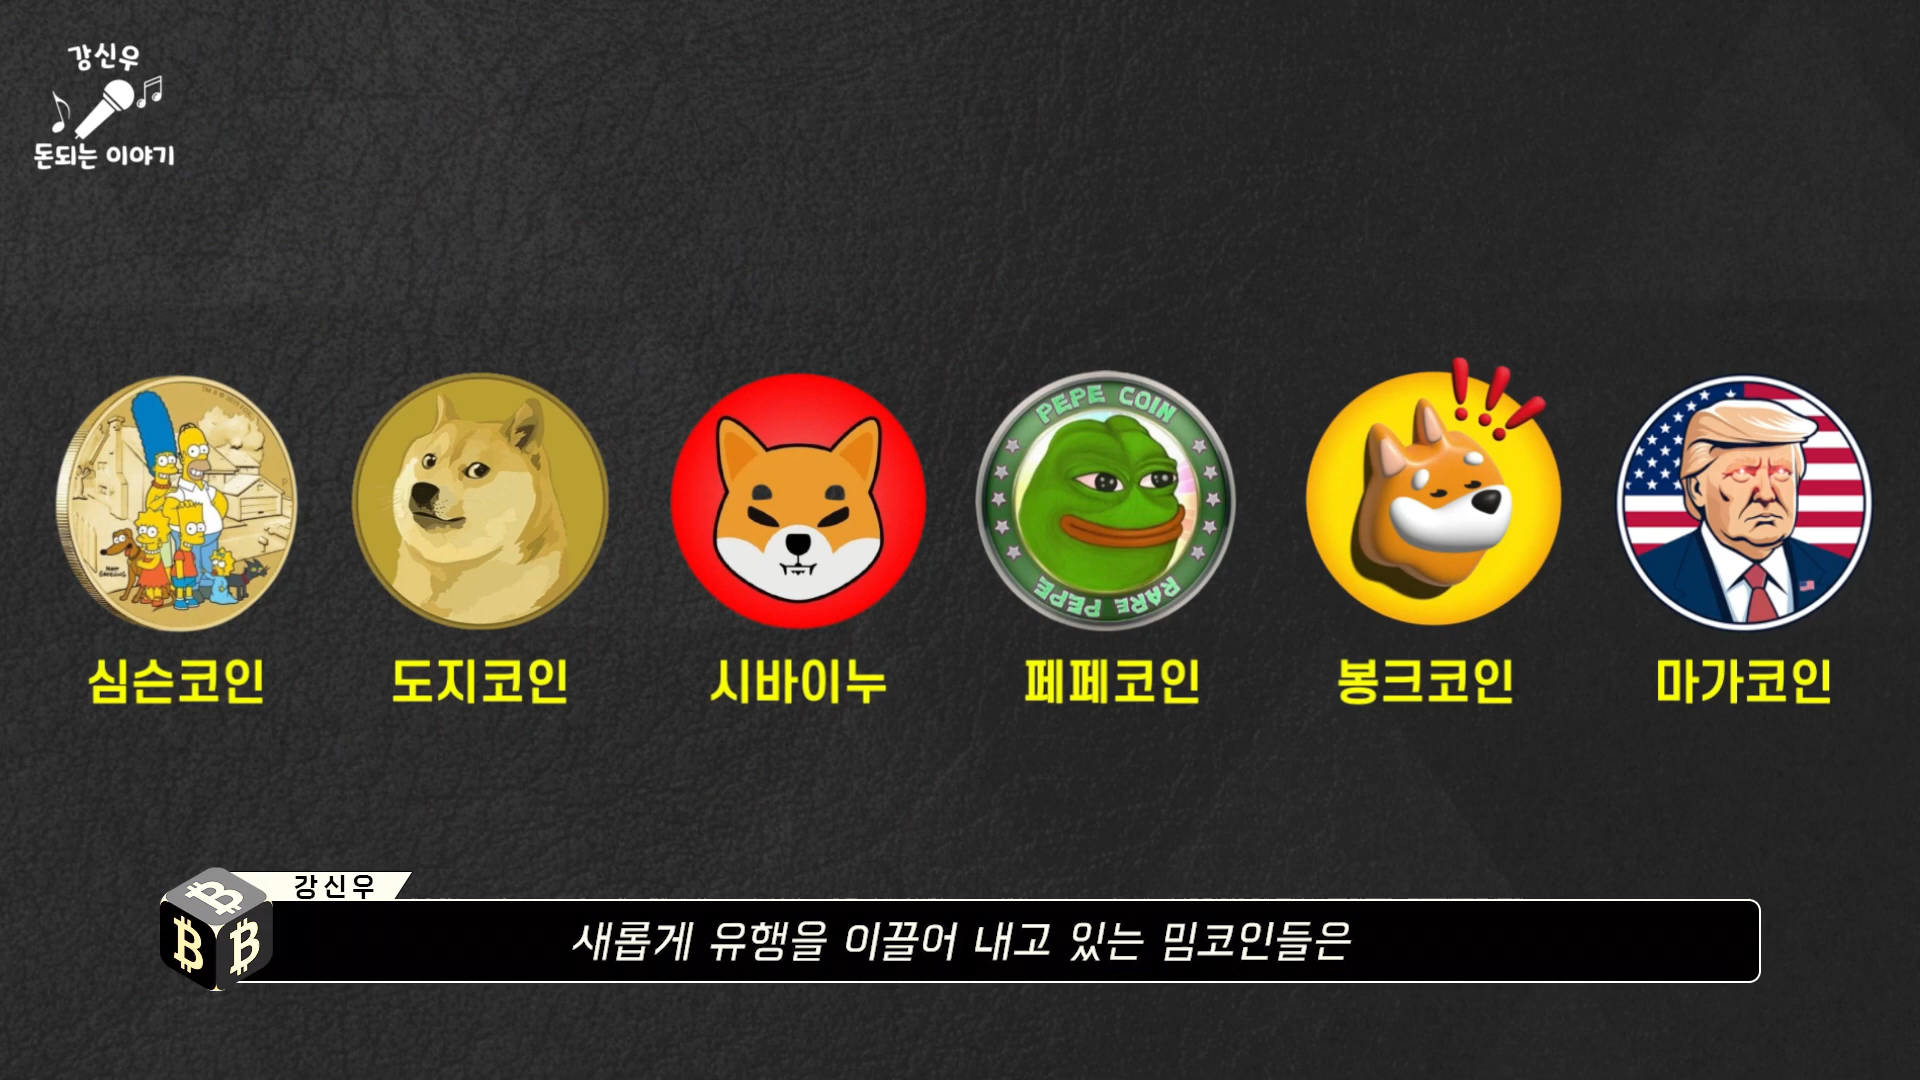 강신우
돈되는 이야기
PEPE COIN
RARE PEPE
심슨코인
도지코인
시바이누
페페코인
봉크코인
마가코인
강신우
새롭게 유행을 이끌어 내고 있는 밈코인들은